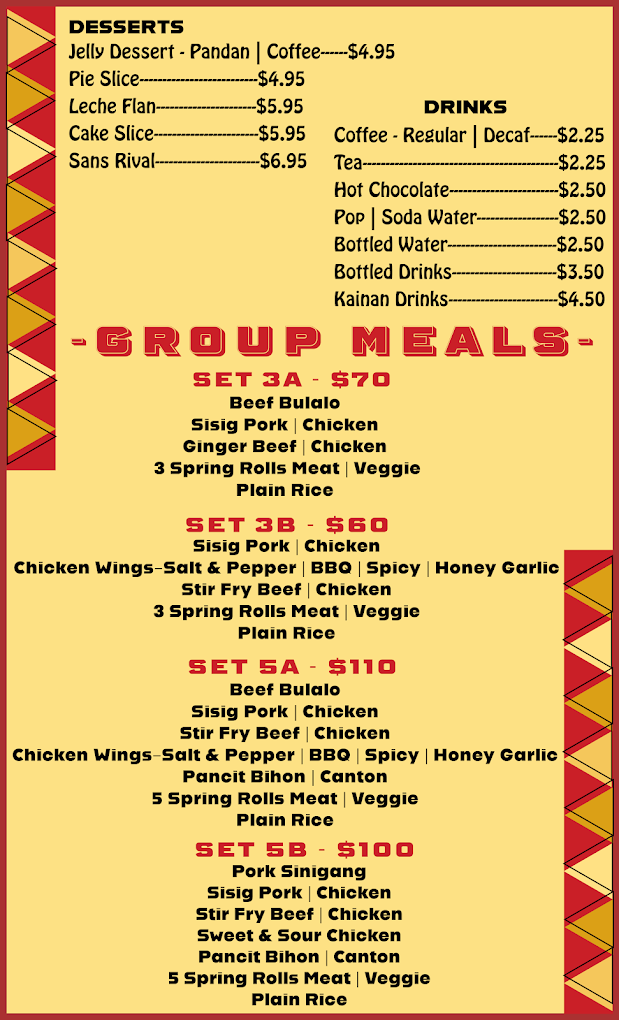 DESSERTS
Jelly Dessert - Pandan | Coffee------$4.95
Pie Slice--------------------------$4.95
Leche Flan----------------------$5.95
Cake Slice-----------------------$5.95
Sans Rival-----------------------$6.95
DRINKS
Coffee - Regular | Decaf------$2.25
Tea-------------------------------------------$2.25
Hot Chocolate------------------------$2.50
Pop | Soda Water------------------$2.50
Bottled Water------------------------$2.50
Bottled Drinks-----------------------$3.50
Kainan Drinks------------------------$4.50
-GROUP MEALS-
SET 3A - $70
Beef Bulalo
Sisig Pork | Chicken
Ginger Beef | Chicken
3 Spring Rolls Meat | Veggie
Plain Rice
SET 3B - $60
Sisig Pork | Chicken
Chicken Wings-Salt & Pepper | BBQ | Spicy | Honey Garlic
Stir Fry Beef | Chicken
3 Spring Rolls Meat | Veggie
Plain Rice
SET 5A - $110
Beef Bulalo
Sisig Pork | Chicken
Stir Fry Beef | Chicken
Chicken Wings-Salt & Pepper | BBQ | Spicy | Honey Garlic
Pancit Bihon | Canton
5 Spring Rolls Meat | Veggie
Plain Rice
SET 5B - $100
Pork Sinigang
Sisig Pork | Chicken
Stir Fry Beef | Chicken
Sweet & Sour Chicken
Pancit Bihon | Canton
5 Spring Rolls Meat | Veggie
Plain Rice